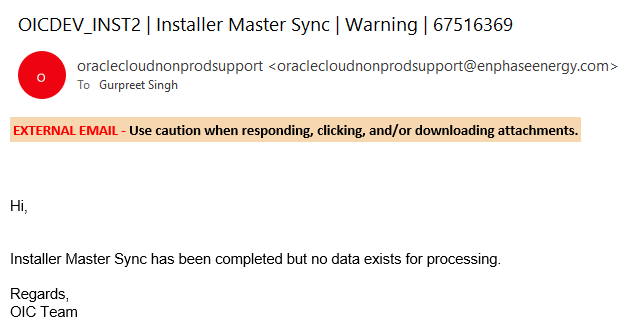 OICDEV_INST2 | Installer Master Sync | Warning | 67516369
O
oraclecloudnonprodsupport <oraclecloudnonprodsupport@enphaseenergy.com>
To Gurpreet Singh
EXTERNAL EMAIL - Use caution when responding, clicking, and/or downloading attachments.
Hi,
Installer Master Sync has been completed but no data exists for processing.
Regards,
OIC Team